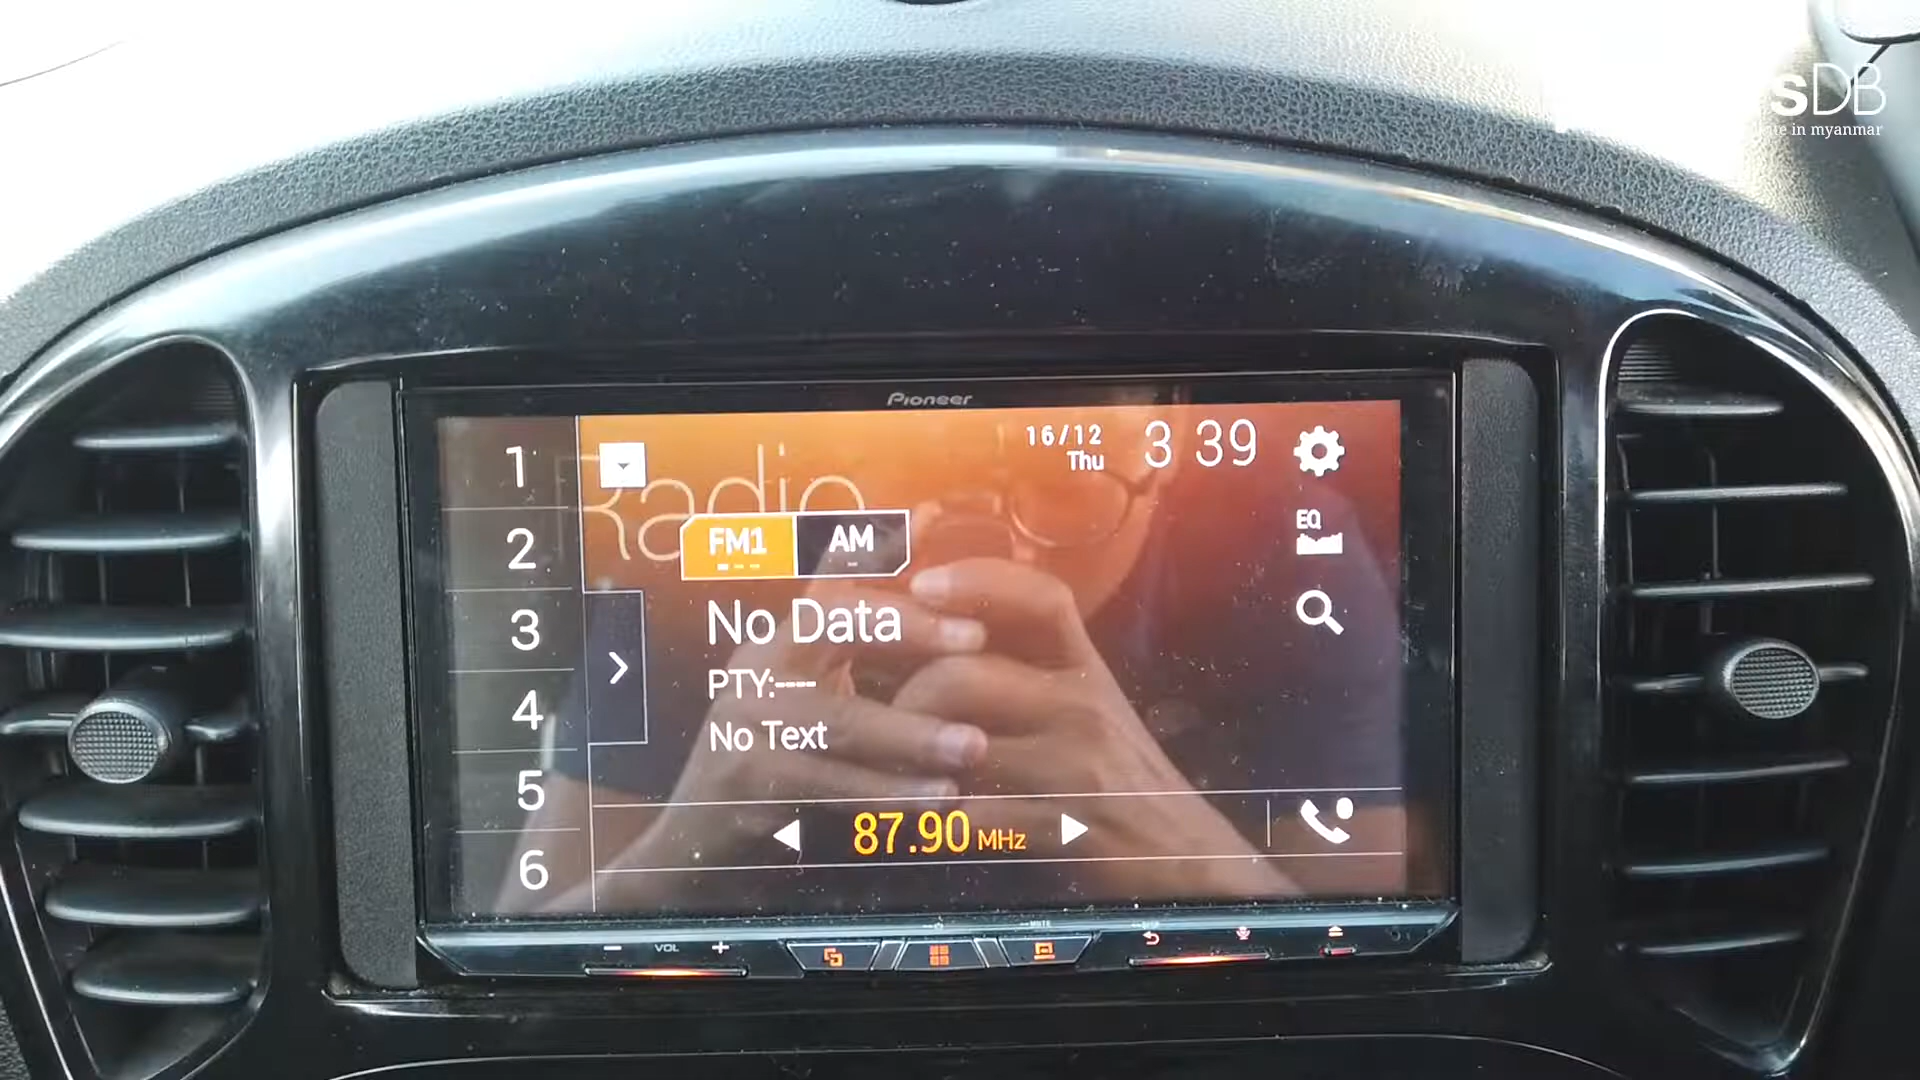 sDB
te in myanmar
Pioneer
16/12
Thu
3 39
Radio
FM1
AM
EQ
No Data
PTY:----
No Text
87.90 MHz
1
2
3
4
5
6
− VOL +
MUTE